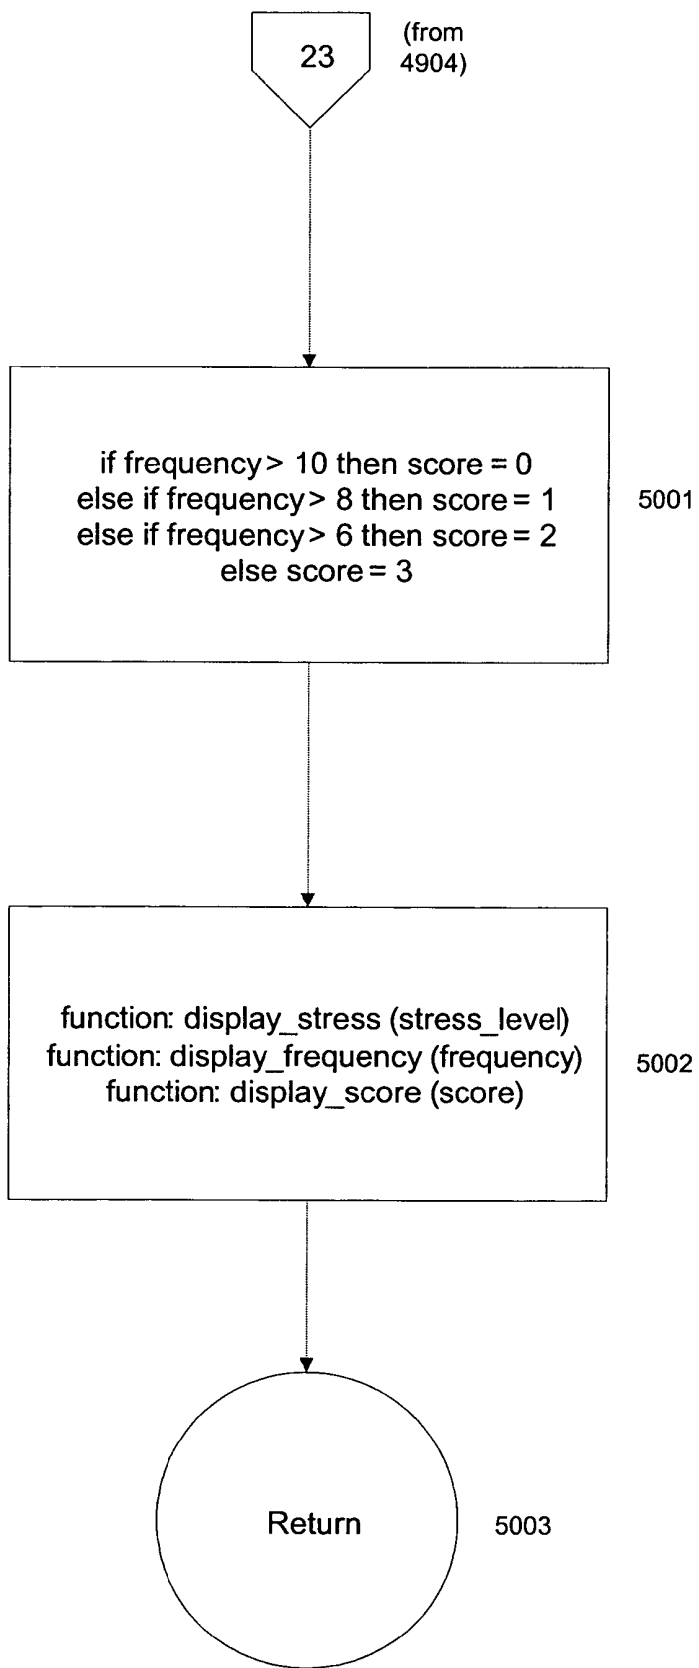 23
(from
4904)
if frequency > 10 then score = 0
else if frequency > 8 then score = 1
else if frequency > 6 then score = 2
else score = 3
5001
function: display_stress (stress_level)
function: display_frequency (frequency)
function: display_score (score)
5002
Return
5003